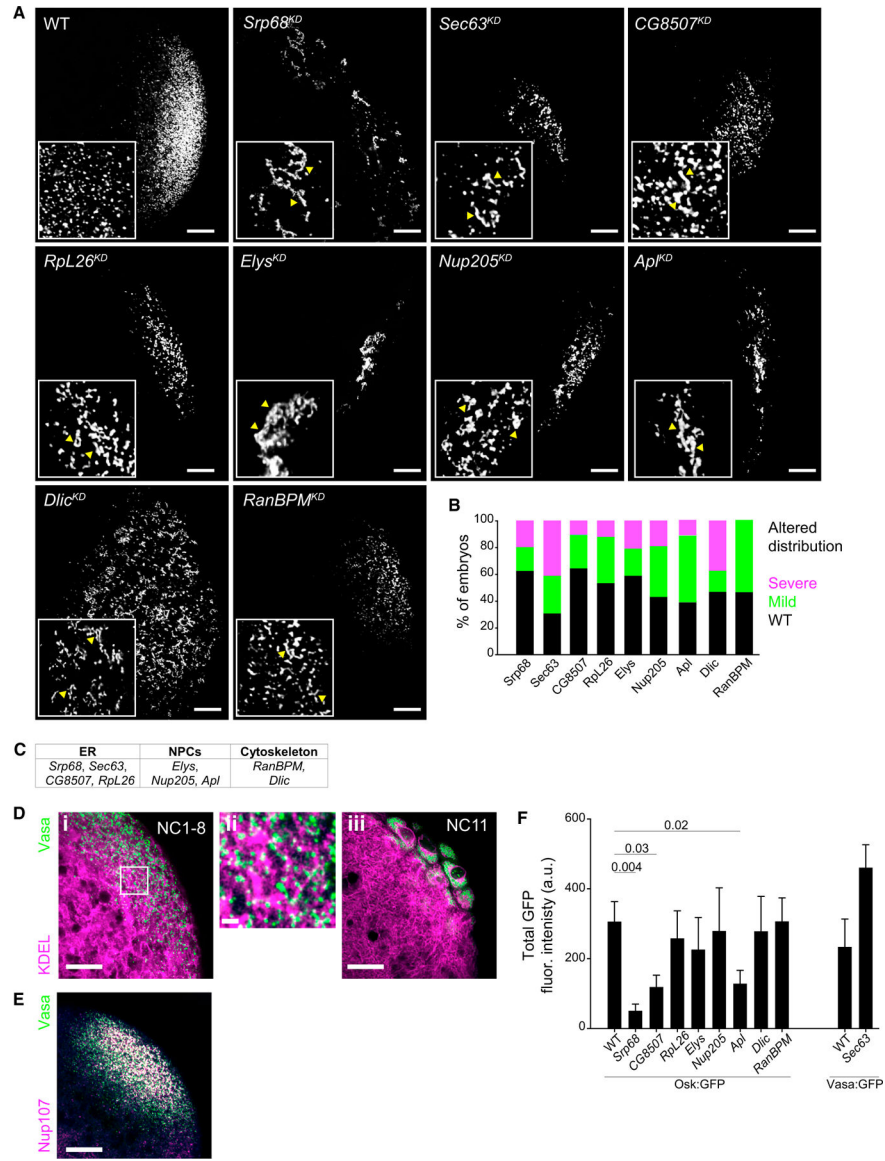 A
WT
Srp68KD
Sec63KD
CG8507KD
RpL26KD
ElysKD
Nup205KD
AplKD
DlicKD
RanBPMKD
B
100
80
60
40
20
0
% of embryos
Altered
distribution
Severe
Mild
WT
Srp68
Sec63
CG8507
RpL26
Elys
Nup205
Apl
Dlic
RanBPM
C
ER NPCs Cytoskeleton
Srp68, Sec63, Elys, RanBPM,
CG8507, RpL26 Nup205, Apl Dlic
D
Vasa
KDEL
i NC1-8
ii
iii NC11
E
Vasa
Nup107
F
600
400
200
0
Total GFP
fluor. intenisty (a.u.)
0.02
0.03
0.004
WT
Srp68
CG8507
RpL26
Elys
Nup205
Apl
Dlic
RanBPM
WT
Sec63
Osk:GFP
Vasa:GFP